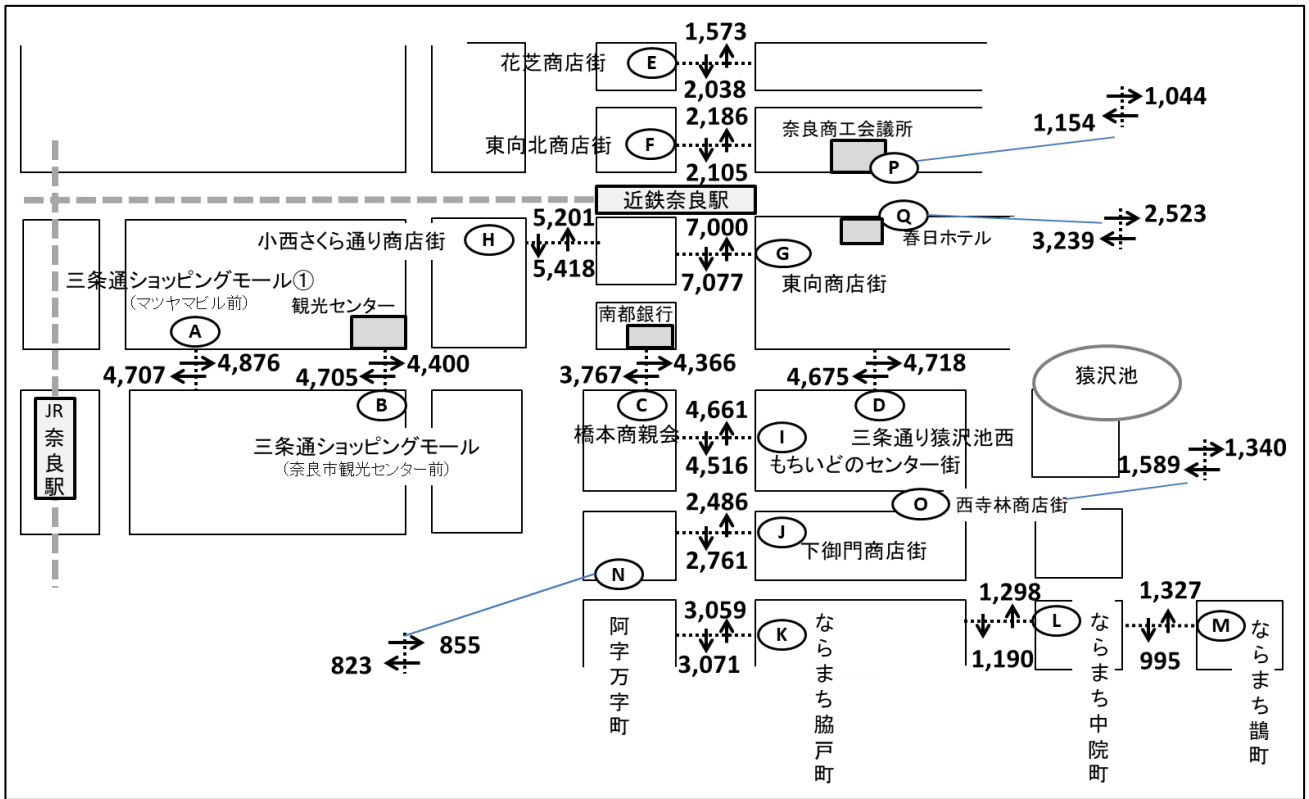 1,573
花芝商店街
E
2,038
2,186
東向北商店街
F
2,105
奈良商工会議所
P
1,044
1,154
近鉄奈良駅
Q
春日ホテル
2,523
3,239
小西さくら通り商店街
H
5,201
5,418
7,000
7,077
G
東向商店街
三条通ショッピングモール①
(マツヤマビル前)
A
観光センター
4,876
4,707
4,400
4,705
B
三条通ショッピングモール
(奈良市観光センター前)
JR
奈良駅
南都銀行
4,366
3,767
C
橋本商親会
4,718
4,675
D
三条通り猿沢池西
猿沢池
4,661
4,516
I
もちいどのセンター街
1,340
1,589
O
西寺林商店街
2,486
2,761
J
下御門商店街
N
855
823
阿字万字町
3,059
3,071
K
ならまち脇戸町
1,298
1,190
L
ならまち中院町
1,327
995
M
ならまち鵲町